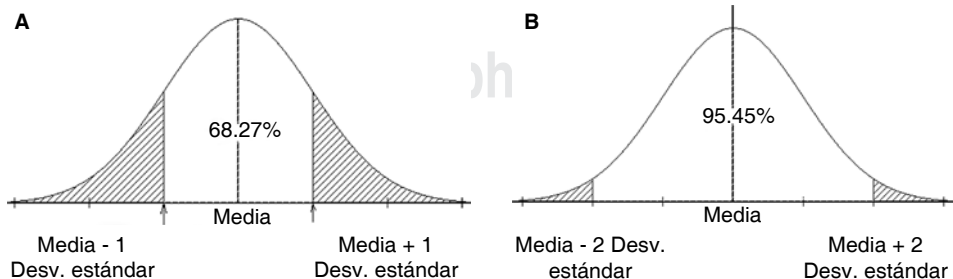 A
68.27%
Media
Media - 1
Desv. estándar
Media + 1
Desv. estándar
B
95.45%
Media
Media - 2 Desv.
estándar
Media + 2
Desv. estándar
ph